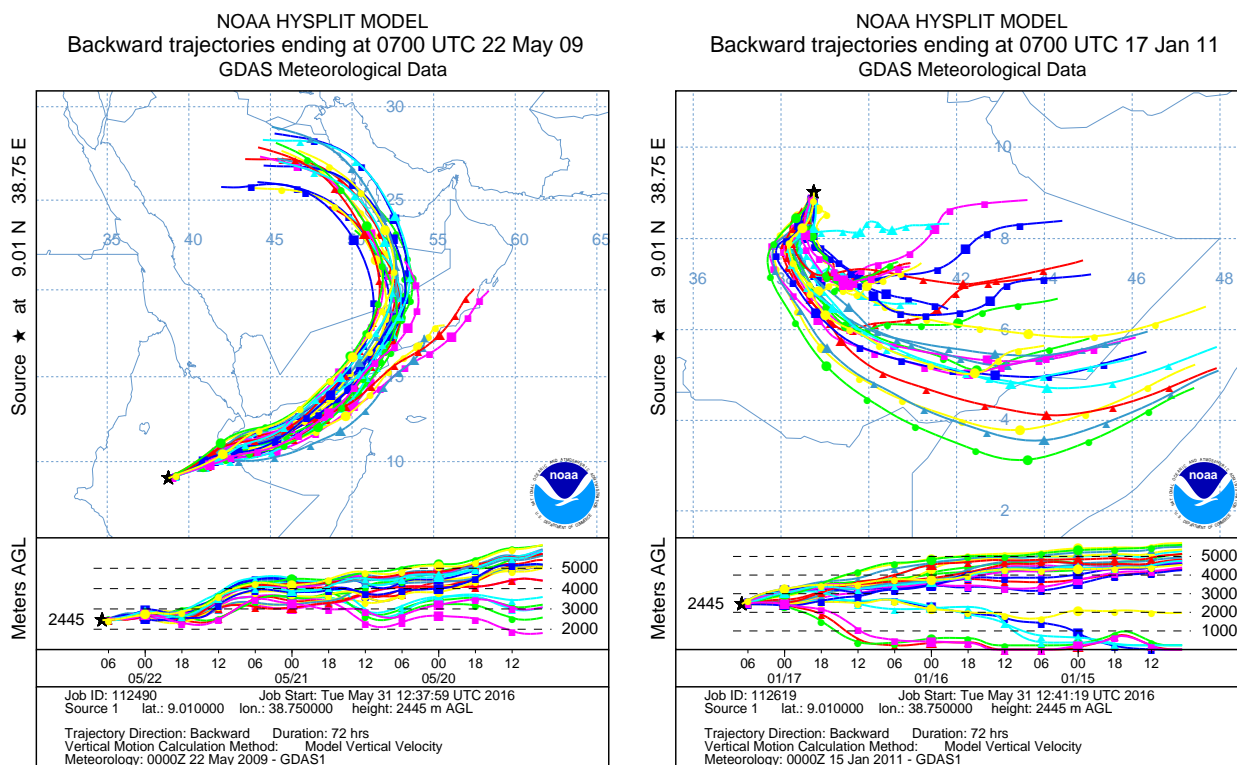 NOAA HYSPLIT MODEL
Backward trajectories ending at 0700 UTC 22 May 09
GDAS Meteorological Data
Source ★ at 9.01 N 38.75 E
30
25
35 40 45 50 55 60 65
15
10
noaa
Meters AGL
2445
5000
4000
3000
2000
06 00 18 12 06 00 18 12 06 00 18 12
05/22 05/21 05/20
Job ID: 112490 Job Start: Tue May 31 12:37:59 UTC 2016
Source 1 lat.: 9.010000 lon.: 38.750000 height: 2445 m AGL
Trajectory Direction: Backward Duration: 72 hrs
Vertical Motion Calculation Method: Model Vertical Velocity
Meteorology: 0000Z 22 May 2009 - GDAS1
NOAA HYSPLIT MODEL
Backward trajectories ending at 0700 UTC 17 Jan 11
GDAS Meteorological Data
Source ★ at 9.01 N 38.75 E
10
8
36 42 44 46 48
6
4
2
noaa
Meters AGL
2445
5000
4000
3000
2000
1000
06 00 18 12 06 00 18 12 06 00 18 12
01/17 01/16 01/15
Job ID: 112619 Job Start: Tue May 31 12:41:19 UTC 2016
Source 1 lat.: 9.010000 lon.: 38.750000 height: 2445 m AGL
Trajectory Direction: Backward Duration: 72 hrs
Vertical Motion Calculation Method: Model Vertical Velocity
Meteorology: 0000Z 15 Jan 2011 - GDAS1